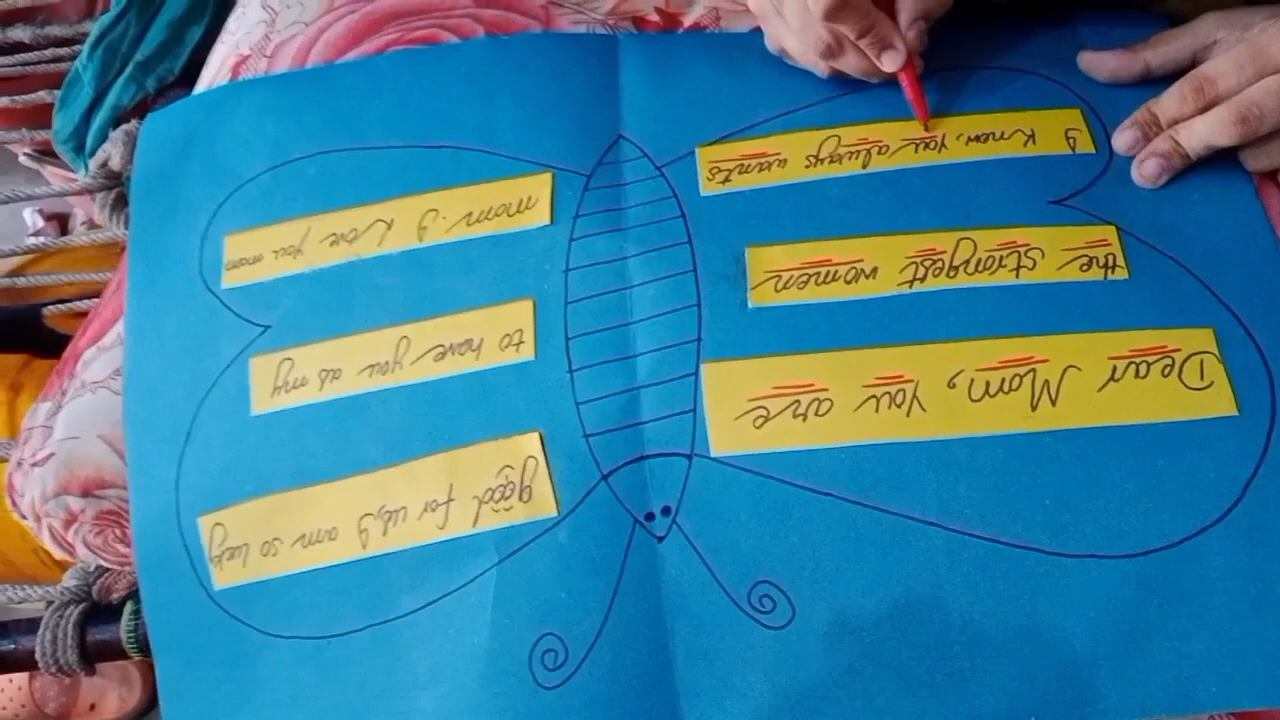 Dear Mom, You are
the strongest women
I Know, You always wants
good for us, I am so lucky
to have you as my
mom. I love you mom